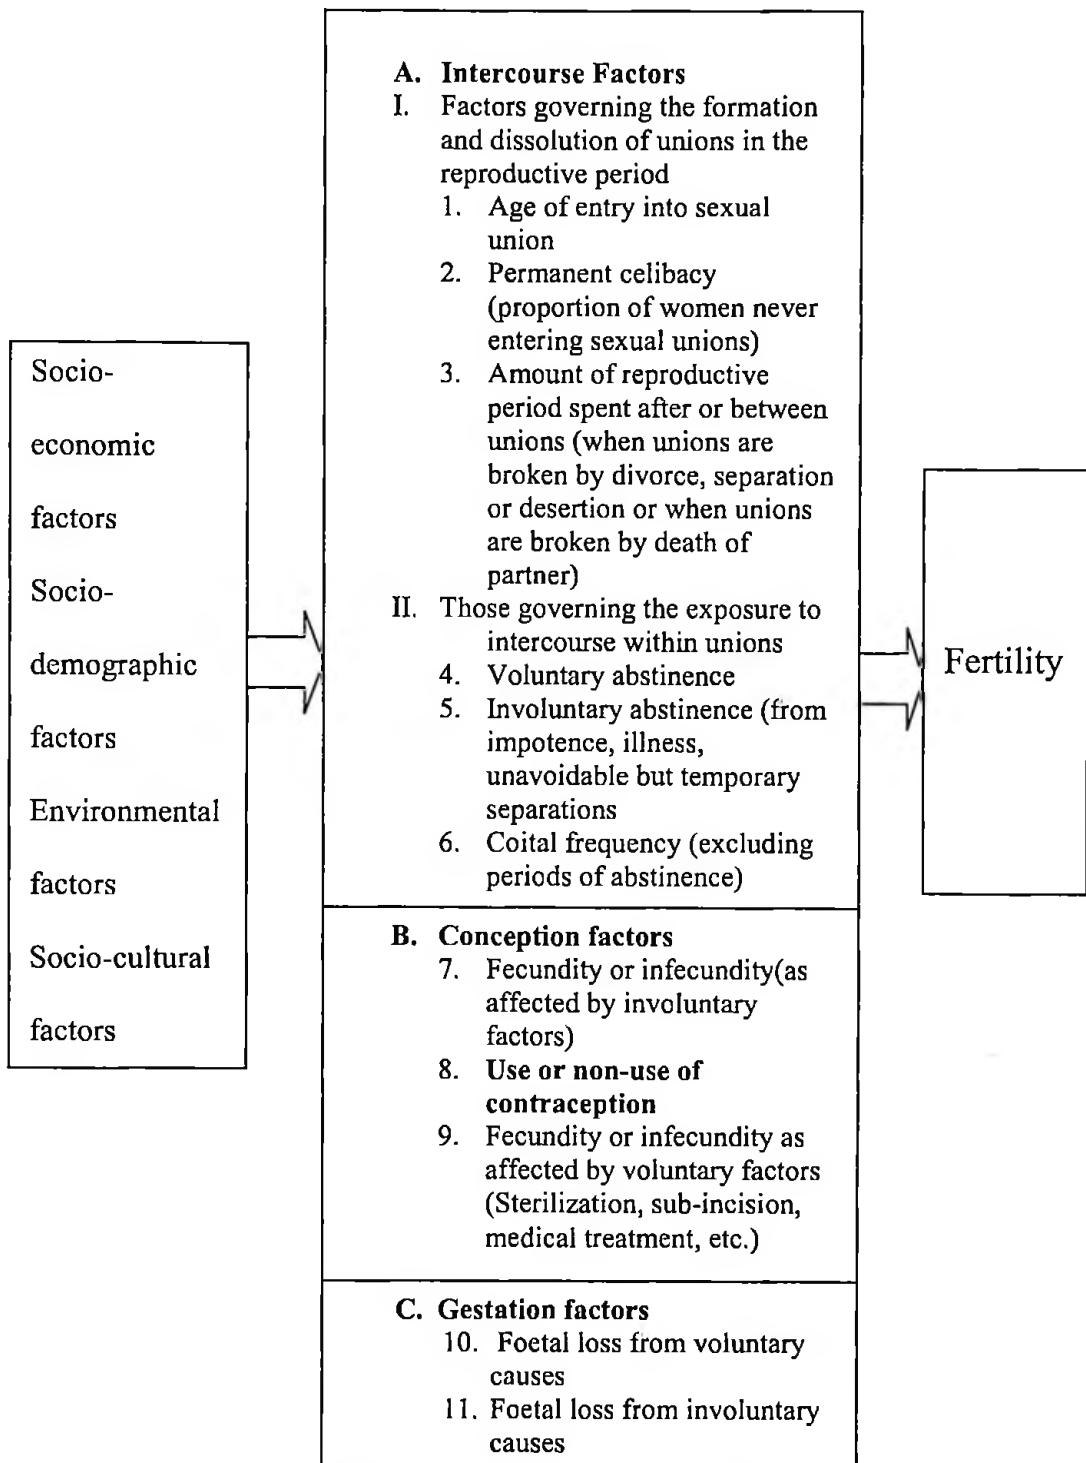 Socio-
economic
factors
Socio-
demographic
factors
Environmental
factors
Socio-cultural
factors
A. Intercourse Factors
I. Factors governing the formation
and dissolution of unions in the
reproductive period
1. Age of entry into sexual
union
2. Permanent celibacy
(proportion of women never
entering sexual unions)
3. Amount of reproductive
period spent after or between
unions (when unions are
broken by divorce, separation
or desertion or when unions
are broken by death of
partner)
II. Those governing the exposure to
intercourse within unions
4. Voluntary abstinence
5. Involuntary abstinence (from
impotence, illness,
unavoidable but temporary
separations
6. Coital frequency (excluding
periods of abstinence)
B. Conception factors
7. Fecundity or infecundity(as
affected by involuntary
factors)
8. Use or non-use of
contraception
9. Fecundity or infecundity as
affected by voluntary factors
(Sterilization, sub-incision,
medical treatment, etc.)
C. Gestation factors
10. Foetal loss from voluntary
causes
11. Foetal loss from involuntary
causes
Fertility